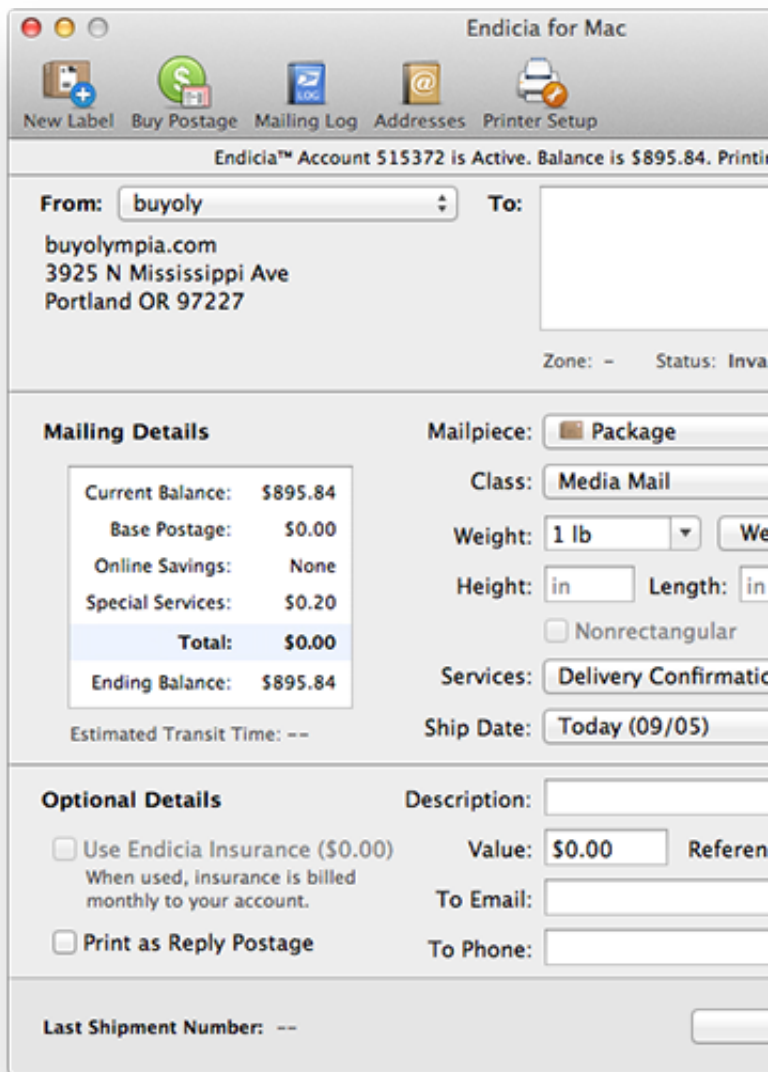 Endicia for Mac
New Label Buy Postage Mailing Log Addresses Printer Setup
Endicia™ Account 515372 is Active. Balance is $895.84.
From: buyoly To:
buyolympia.com
3925 N Mississippi Ave
Portland OR 97227
Zone: – Status:
Mailing Details Mailpiece: Package
Current Balance: $895.84 Class: Media Mail
Base Postage: $0.00 Weight: 1 lb
Online Savings: None
Height: in Length: in
Special Services: $0.20
Nonrectangular
Total: $0.00
Ending Balance: $895.84 Services: Delivery
Estimated Transit Time: -- Ship Date: Today (09/05)
Optional Details Description:
Use Endicia Insurance ($0.00) Value: $0.00
When used, insurance is billed
monthly to your account.
To Email:
Print as Reply Postage To Phone:
Last Shipment Number: --